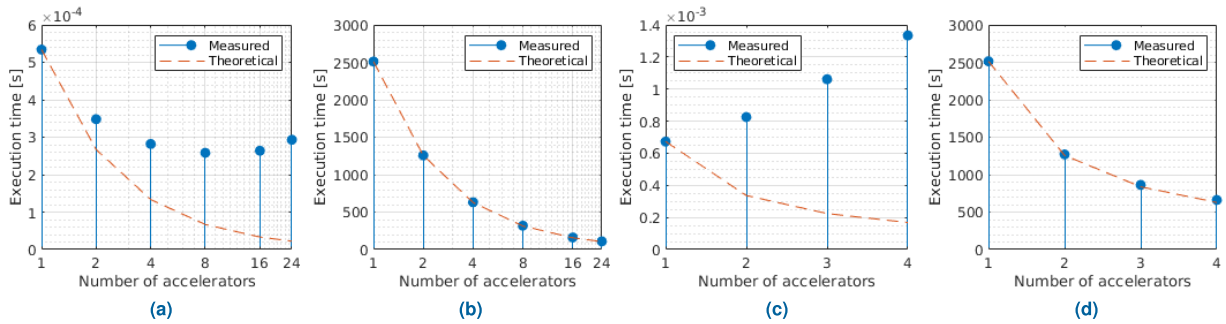 ×10-4
6
5
4
3
2
1
0
Execution time [s]
Measured
Theoretical
1 2 4 8 16 24
Number of accelerators
(a)
3000
2500
2000
1500
1000
500
0
Execution time [s]
Measured
Theoretical
1 2 4 8 16 24
Number of accelerators
(b)
×10-3
1.4
1.2
1
0.8
0.6
0.4
0.2
0
Execution time [s]
Measured
Theoretical
1 2 3 4
Number of accelerators
(c)
3000
2500
2000
1500
1000
500
0
Execution time [s]
Measured
Theoretical
1 2 3 4
Number of accelerators
(d)